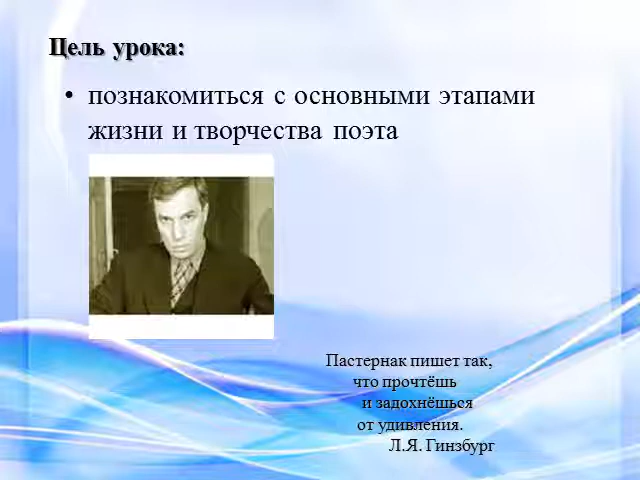 Цель урока:
• познакомиться с основными этапами
жизни и творчества поэта
Пастернак пишет так,
что прочтёшь
и задохнёшься
от удивления.
Л.Я. Гинзбург